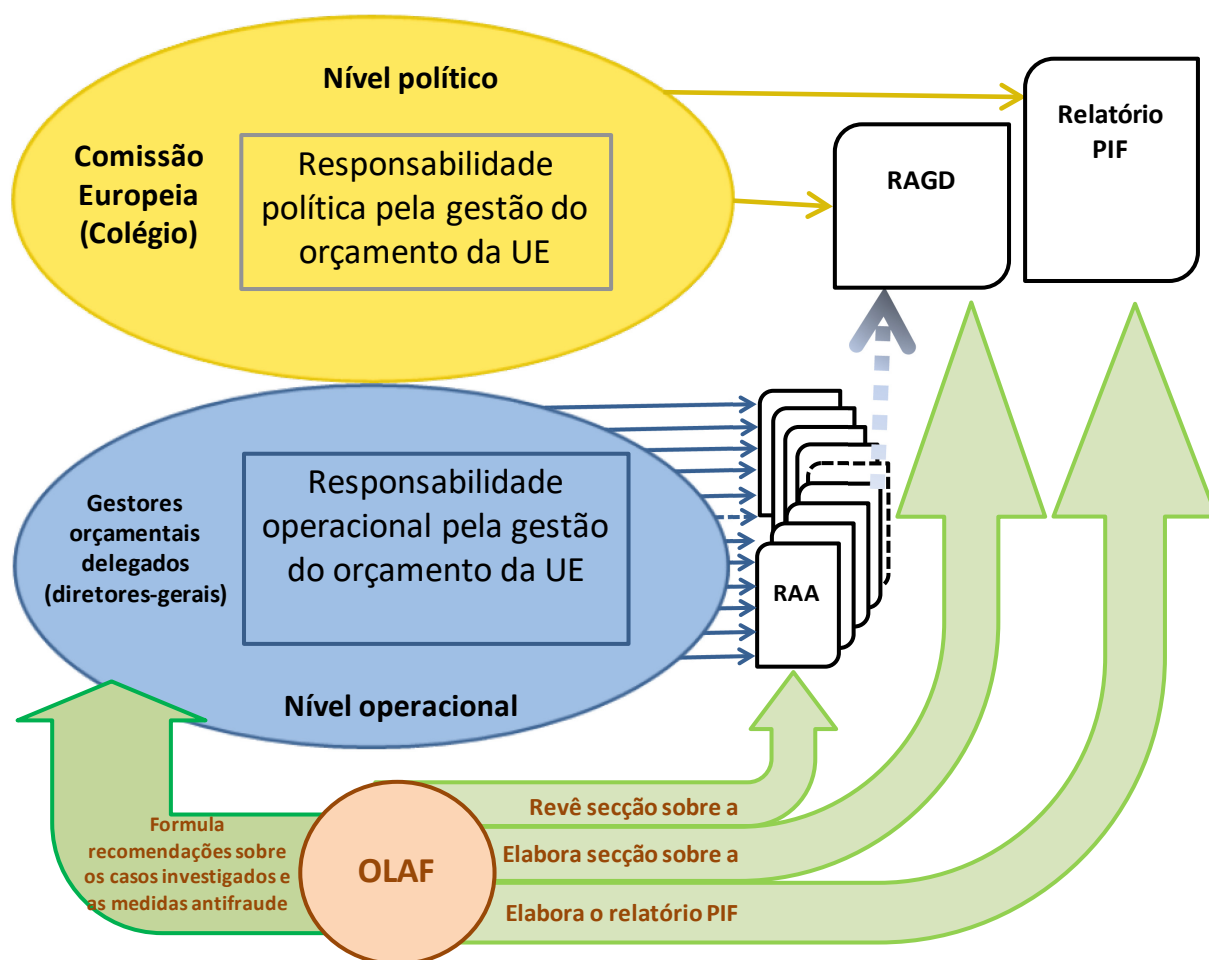 Nível político
Comissão
Europeia
(Colégio)
Responsabilidade
política pela gestão do
orçamento da UE
RAGD
Relatório
PIF
Gestores
orçamentais
delegados
(diretores-gerais)
Responsabilidade
operacional pela gestão
do orçamento da UE
Nível operacional
RAA
Formula
recomendações sobre
os casos investigados e
as medidas antifraude
OLAF
Revê secção sobre a
Elabora secção sobre a
Elabora o relatório PIF